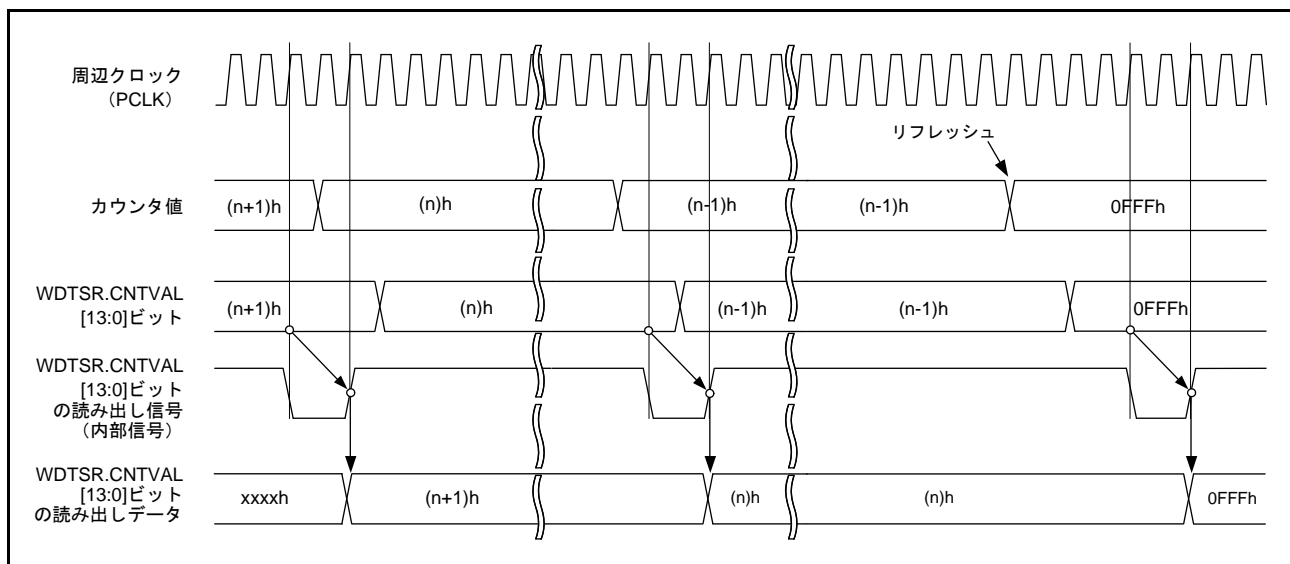 周辺クロック
(PCLK)
リフレッシュ
カウンタ値
(n+1)h
(n)h
(n-1)h
(n-1)h
0FFFh
WDTSR.CNTVAL
[13:0]ビット
(n+1)h
(n)h
(n-1)h
(n-1)h
0FFFh
WDTSR.CNTVAL
[13:0]ビット
の読み出し信号
(内部信号)
WDTSR.CNTVAL
[13:0]ビット
の読み出しデータ
xxxxh
(n+1)h
(n)h
(n)h
0FFFh